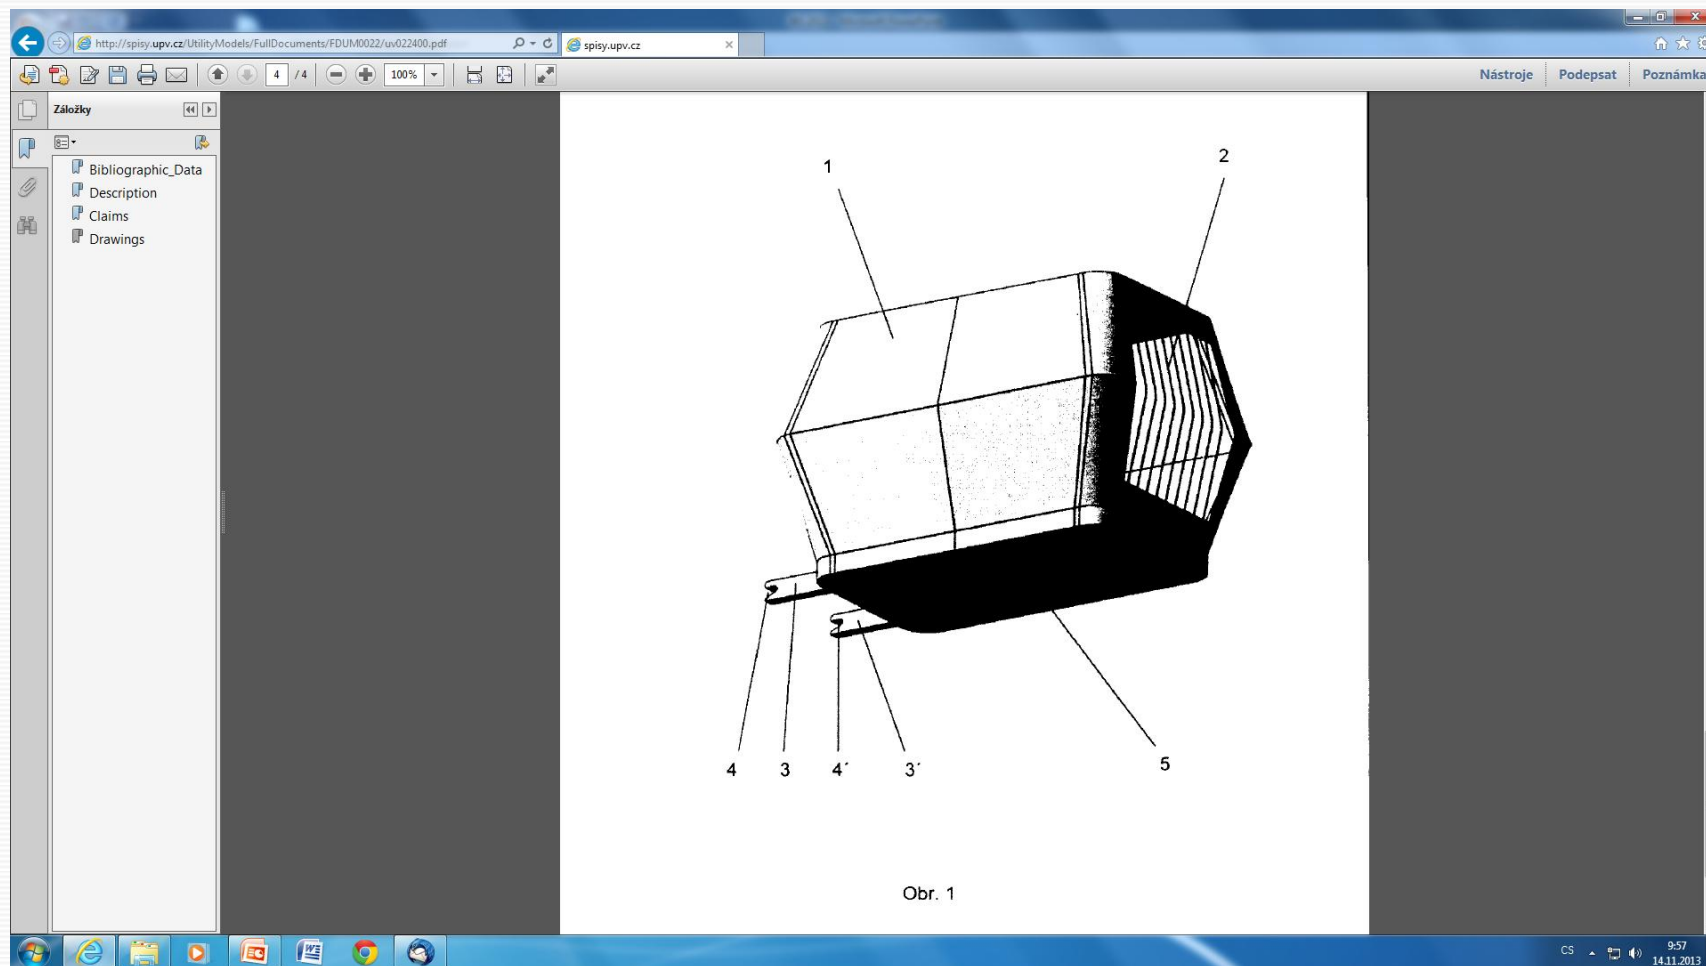 http://spisy.upv.cz/UtilityModels/FullDocuments/FDUM0022/uv022400.pdf
spisy.upv.cz
4 / 4
100%
Nástroje
Podepsat
Poznámka
Záložky
Bibliographic_Data
Description
Claims
Drawings
1
2
4
3
4´
3´
5
Obr. 1
CS
9:57
14.11.2013